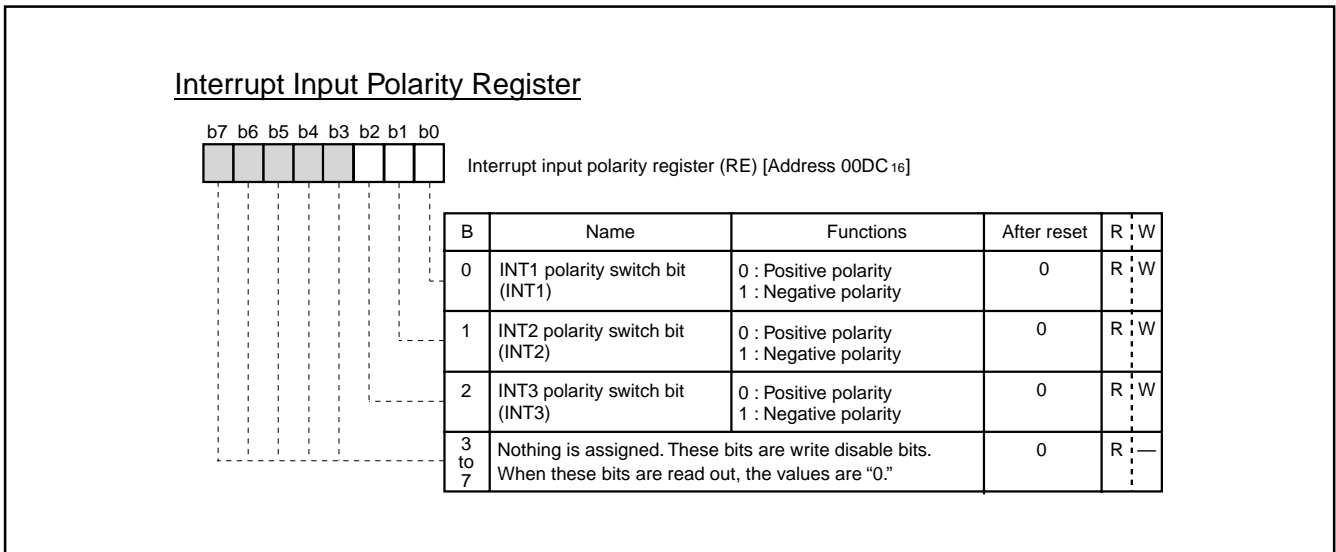 Interrupt Input Polarity Register
b7 b6 b5 b4 b3 b2 b1 b0
Interrupt input polarity register (RE) [Address 00DC16]
B Name Functions After reset R W
0 INT1 polarity switch bit (INT1) 0 : Positive polarity 0 R W
1 : Negative polarity
1 INT2 polarity switch bit (INT2) 0 : Positive polarity 0 R W
1 : Negative polarity
2 INT3 polarity switch bit (INT3) 0 : Positive polarity 0 R W
1 : Negative polarity
3 to 7 Nothing is assigned. These bits are write disable bits. 0 R —
When these bits are read out, the values are “0.”